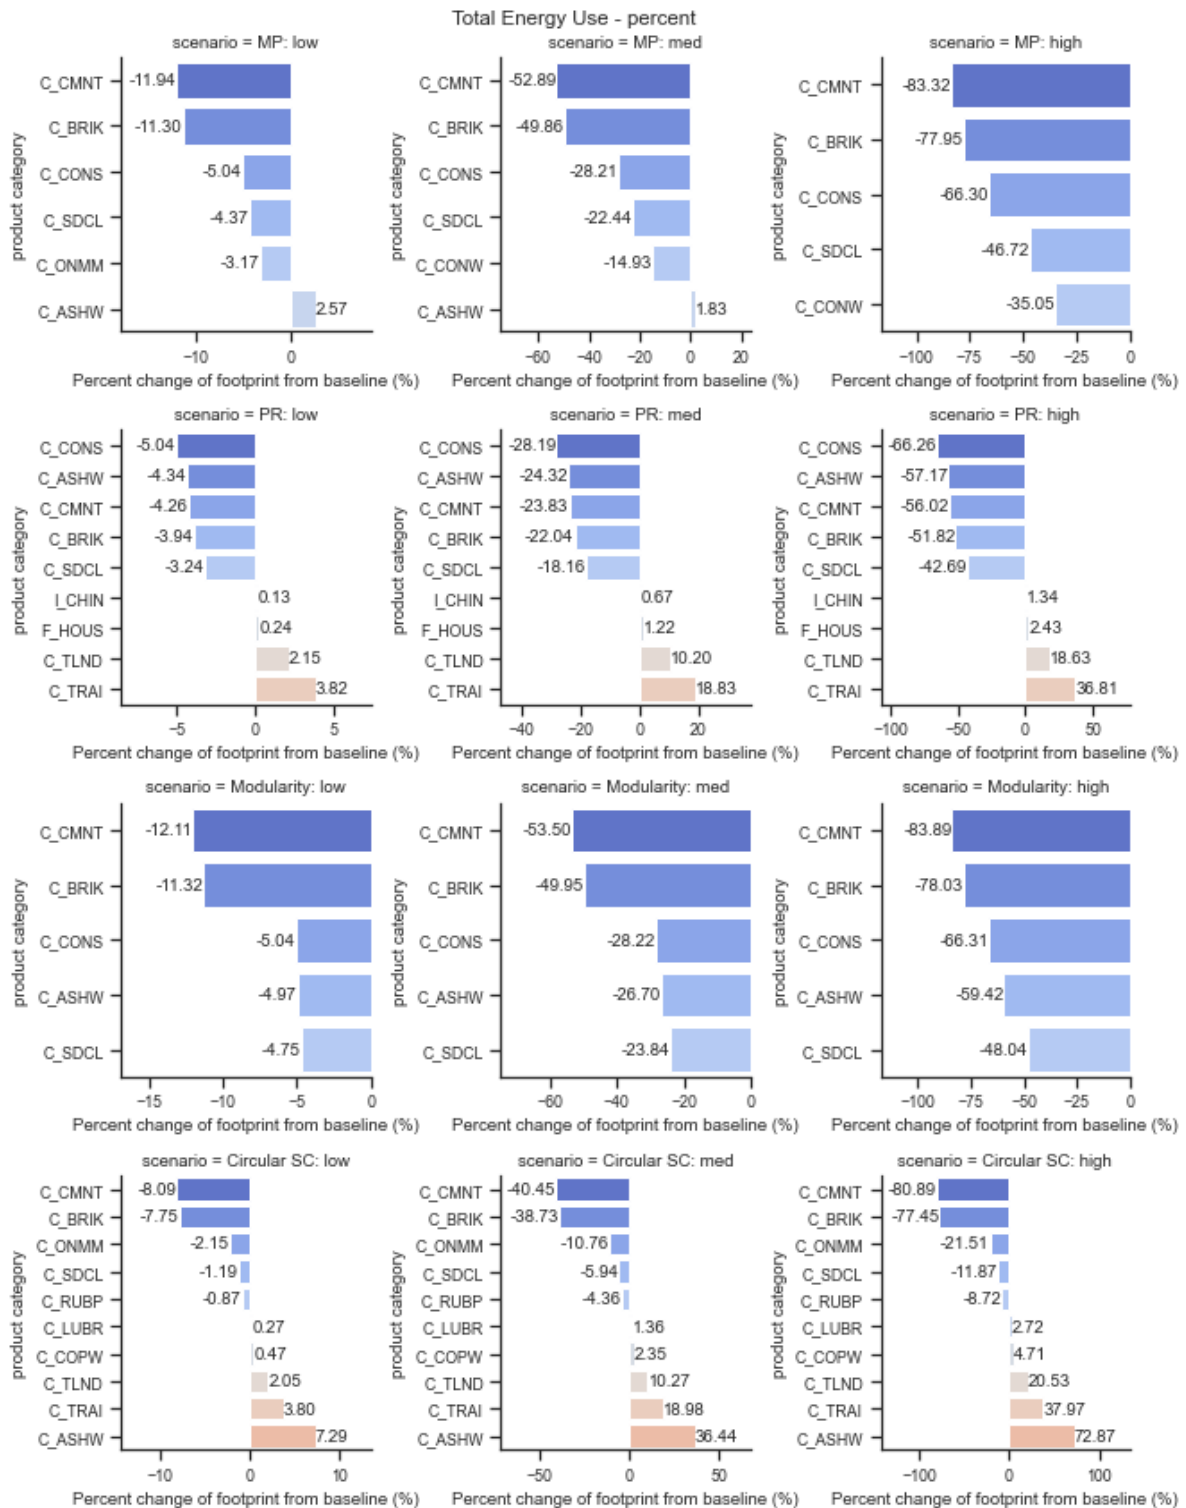 Total Energy Use - percent
scenario = MP: low
product category
C_CMNT -11.94
C_BRIK -11.30
C_CONS -5.04
C_SDCL -4.37
C_ONMM -3.17
C_ASHW 2.57
−10 0
Percent change of footprint from baseline (%)
scenario = MP: med
product category
C_CMNT -52.89
C_BRIK -49.86
C_CONS -28.21
C_SDCL -22.44
C_CONW -14.93
C_ASHW 1.83
−60 −40 −20 0 20
Percent change of footprint from baseline (%)
scenario = MP: high
product category
C_CMNT -83.32
C_BRIK -77.95
C_CONS -66.30
C_SDCL -46.72
C_CONW -35.05
−100 −75 −50 −25 0
Percent change of footprint from baseline (%)
scenario = PR: low
product category
C_CONS -5.04
C_ASHW -4.34
C_CMNT -4.26
C_BRIK -3.94
C_SDCL -3.24
I_CHIN 0.13
F_HOUS 0.24
C_TLND 2.15
C_TRAI 3.82
−5 0 5
Percent change of footprint from baseline (%)
scenario = PR: med
product category
C_CONS -28.19
C_ASHW -24.32
C_CMNT -23.83
C_BRIK -22.04
C_SDCL -18.16
I_CHIN 0.67
F_HOUS 1.22
C_TLND 10.20
C_TRAI 18.83
−40 −20 0 20
Percent change of footprint from baseline (%)
scenario = PR: high
product category
C_CONS -66.26
C_ASHW -57.17
C_CMNT -56.02
C_BRIK -51.82
C_SDCL -42.69
I_CHIN 1.34
F_HOUS 2.43
C_TLND 18.63
C_TRAI 36.81
−100 −50 0 50
Percent change of footprint from baseline (%)
scenario = Modularity: low
product category
C_CMNT -12.11
C_BRIK -11.32
C_CONS -5.04
C_ASHW -4.97
C_SDCL -4.75
−15 −10 −5 0
Percent change of footprint from baseline (%)
scenario = Modularity: med
product category
C_CMNT -53.50
C_BRIK -49.95
C_CONS -28.22
C_ASHW -26.70
C_SDCL -23.84
−60 −40 −20 0
Percent change of footprint from baseline (%)
scenario = Modularity: high
product category
C_CMNT -83.89
C_BRIK -78.03
C_CONS -66.31
C_ASHW -59.42
C_SDCL -48.04
−100 −75 −50 −25 0
Percent change of footprint from baseline (%)
scenario = Circular SC: low
product category
C_CMNT -8.09
C_BRIK -7.75
C_ONMM -2.15
C_SDCL -1.19
C_RUBP -0.87
C_LUBR 0.27
C_COPW 0.47
C_TLND 2.05
C_TRAI 3.80
C_ASHW 7.29
−10 0 10
Percent change of footprint from baseline (%)
scenario = Circular SC: med
product category
C_CMNT -40.45
C_BRIK -38.73
C_ONMM -10.76
C_SDCL -5.94
C_RUBP -4.36
C_LUBR 1.36
C_COPW 2.35
C_TLND 10.27
C_TRAI 18.98
C_ASHW 36.44
−50 0 50
Percent change of footprint from baseline (%)
scenario = Circular SC: high
product category
C_CMNT -80.89
C_BRIK -77.45
C_ONMM -21.51
C_SDCL -11.87
C_RUBP -8.72
C_LUBR 2.72
C_COPW 4.71
C_TLND 20.53
C_TRAI 37.97
C_ASHW 72.87
−100 0 100
Percent change of footprint from baseline (%)